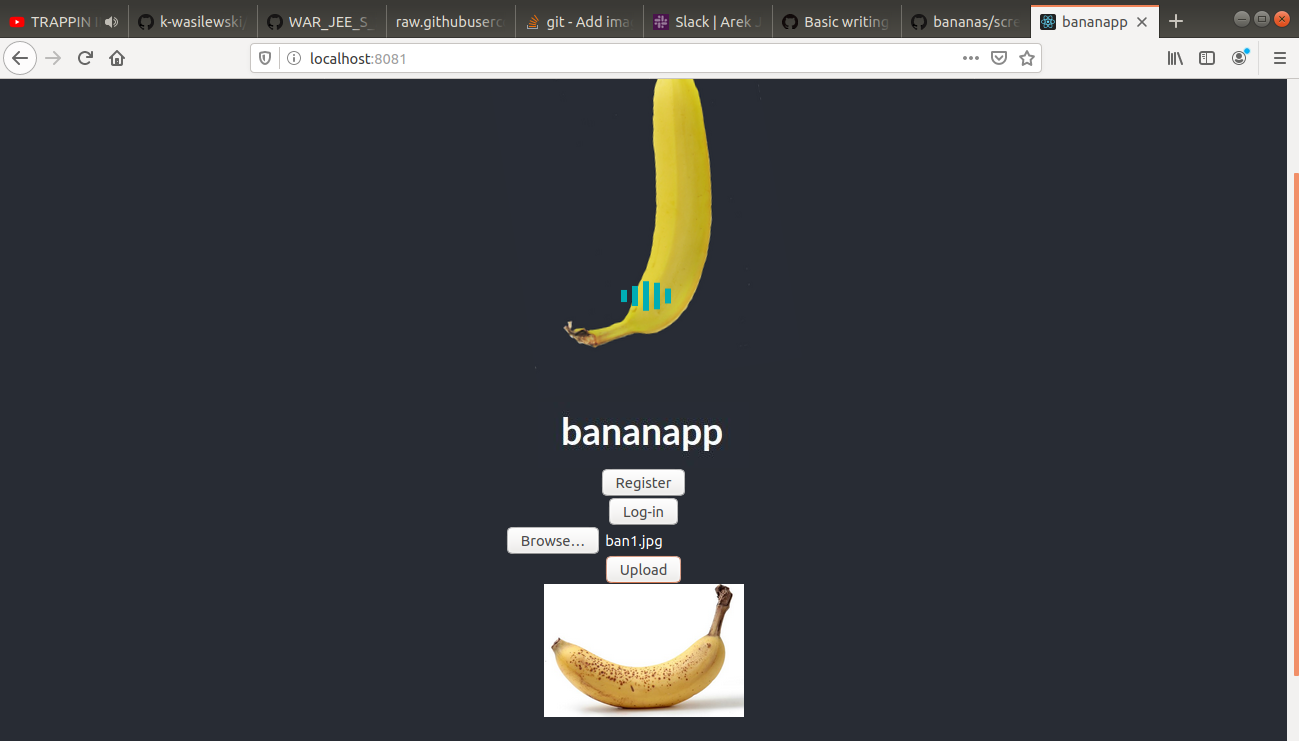 TRAPPIN
k-wasilewski/
WAR_JEE_S_
raw.githubuserc
git - Add ima
Slack | Arek J
Basic writing
bananas/scre
bananapp
localhost:8081
bananapp
Register
Log-in
Browse… ban1.jpg
Upload